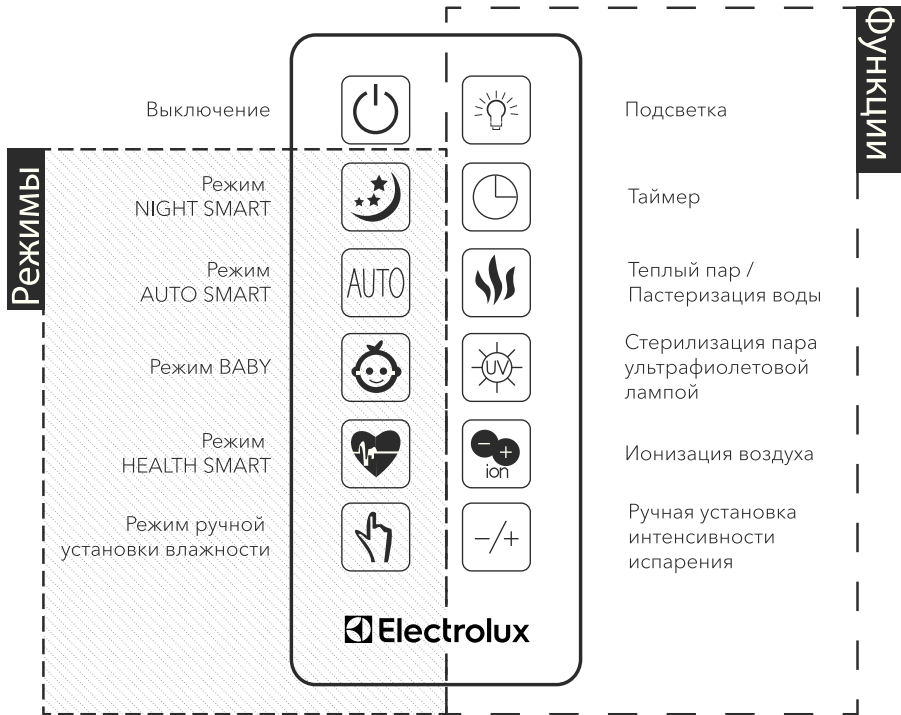 Функции
Выключение
Подсветка
Режимы
Режим
NIGHT SMART
Таймер
Режим
AUTO SMART
AUTO
Теплый пар /
Пастеризация воды
Режим BABY
UV
Стерилизация пара
ультрафиолетовой
лампой
Режим
HEALTH SMART
− +
ion
Ионизация воздуха
Режим ручной
установки влажности
−/+
Ручная установка
интенсивности
испарения
Electrolux